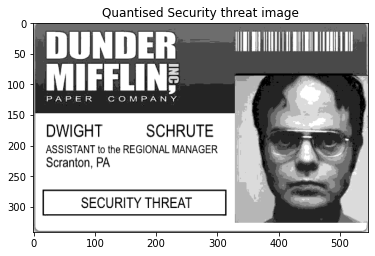 Quantised Security threat image
0
50
100
150
200
250
300
DUNDER
MIFFLIN, INC
PAPER COMPANY
DWIGHT SCHRUTE
ASSISTANT to the REGIONAL MANAGER
Scranton, PA
SECURITY THREAT
0 100 200 300 400 500